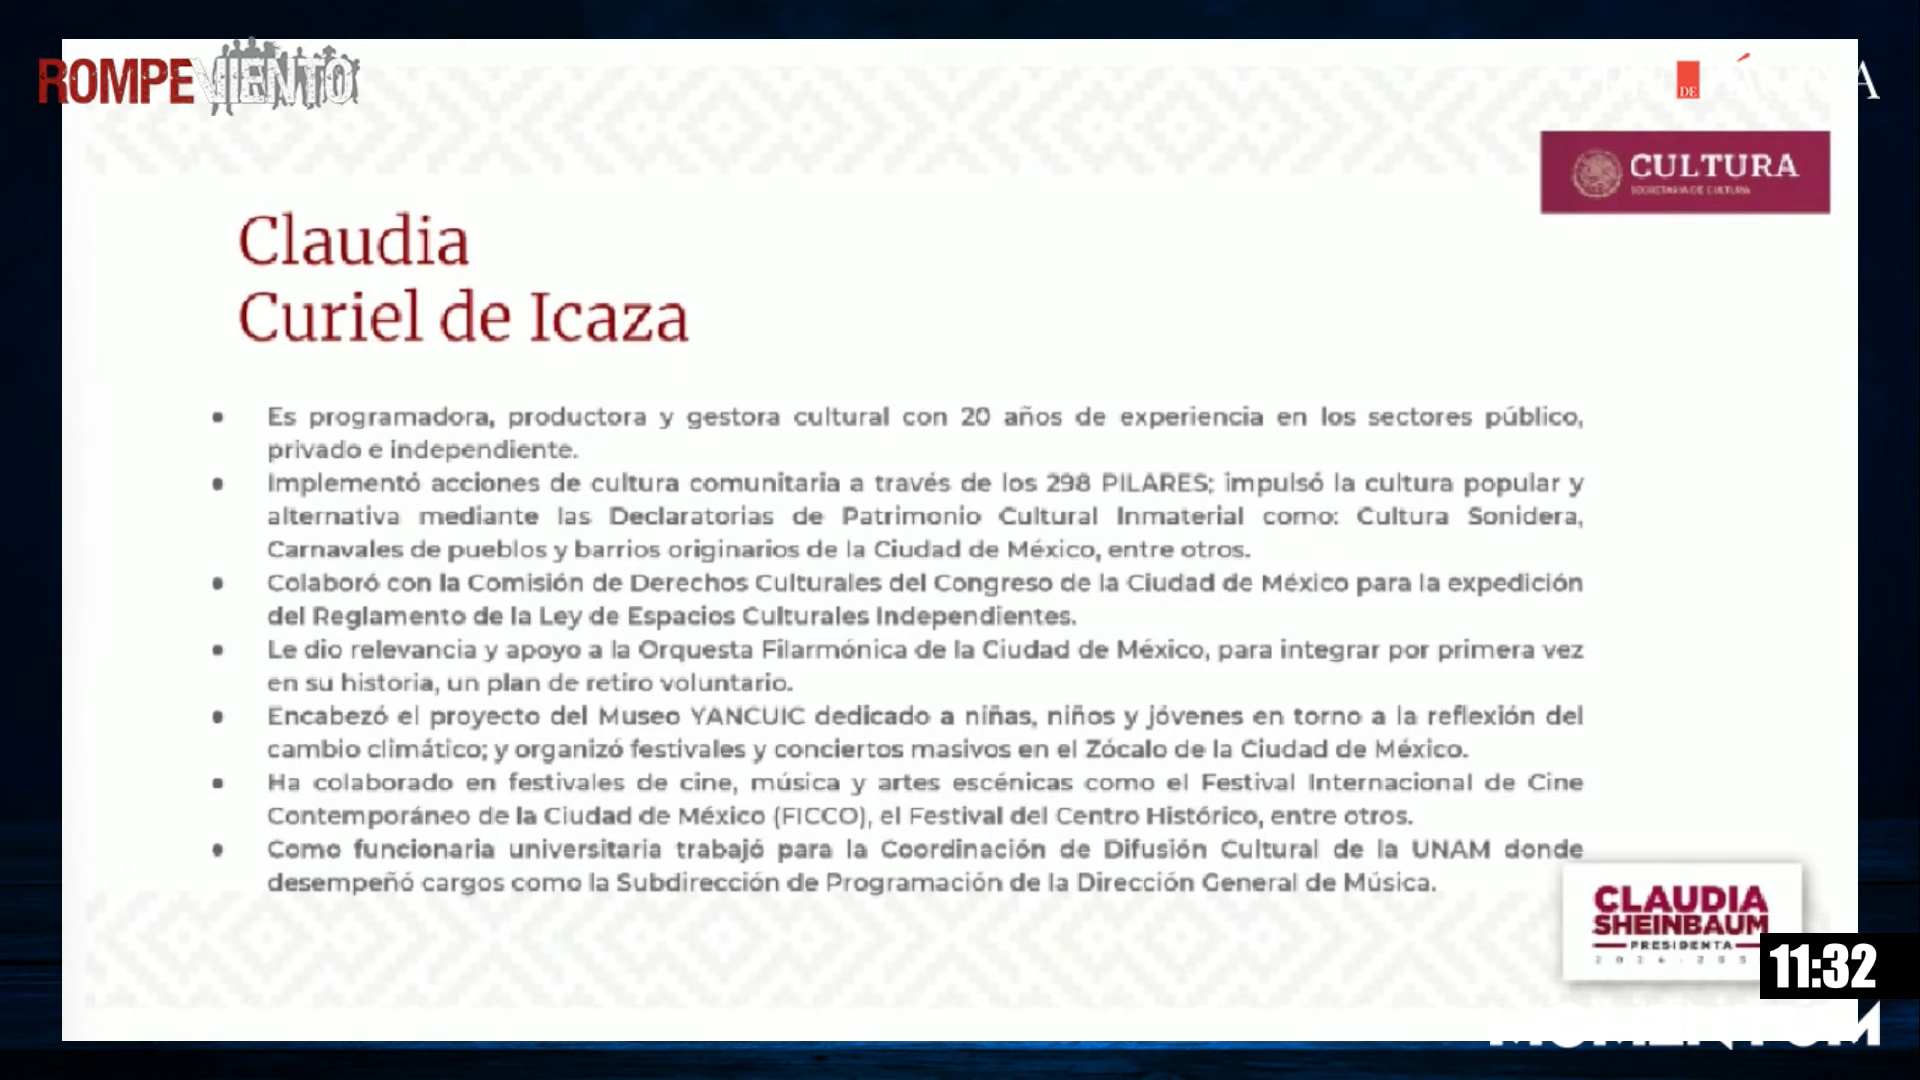 ROMPEVIENTO
DE
A
CULTURA
SECRETARÍA DE CULTURA
Claudia
Curiel de Icaza
• Es programadora, productora y gestora cultural con 20 años de experiencia en los sectores público,
privado e independiente.
• Implementó acciones de cultura comunitaria a través de los 298 PILARES; impulsó la cultura popular y
alternativa mediante las Declaratorias de Patrimonio Cultural Inmaterial como: Cultura Sonidera,
Carnavales de pueblos y barrios originarios de la Ciudad de México, entre otros.
• Colaboró con la Comisión de Derechos Culturales del Congreso de la Ciudad de México para la expedición
del Reglamento de la Ley de Espacios Culturales Independientes.
• Le dio relevancia y apoyo a la Orquesta Filarmónica de la Ciudad de México, para integrar por primera vez
en su historia, un plan de retiro voluntario.
• Encabezó el proyecto del Museo YANCUIC dedicado a niñas, niños y jóvenes en torno a la reflexión del
cambio climático; y organizó festivales y conciertos masivos en el Zócalo de la Ciudad de México.
• Ha colaborado en festivales de cine, música y artes escénicas como el Festival Internacional de Cine
Contemporáneo de la Ciudad de México (FICCO), el Festival del Centro Histórico, entre otros.
• Como funcionaria universitaria trabajó para la Coordinación de Difusión Cultural de la UNAM donde
desempeñó cargos como la Subdirección de Programación de la Dirección General de Música.
CLAUDIA
SHEINBAUM
PRESIDENTA
11:32
MOMENTUM